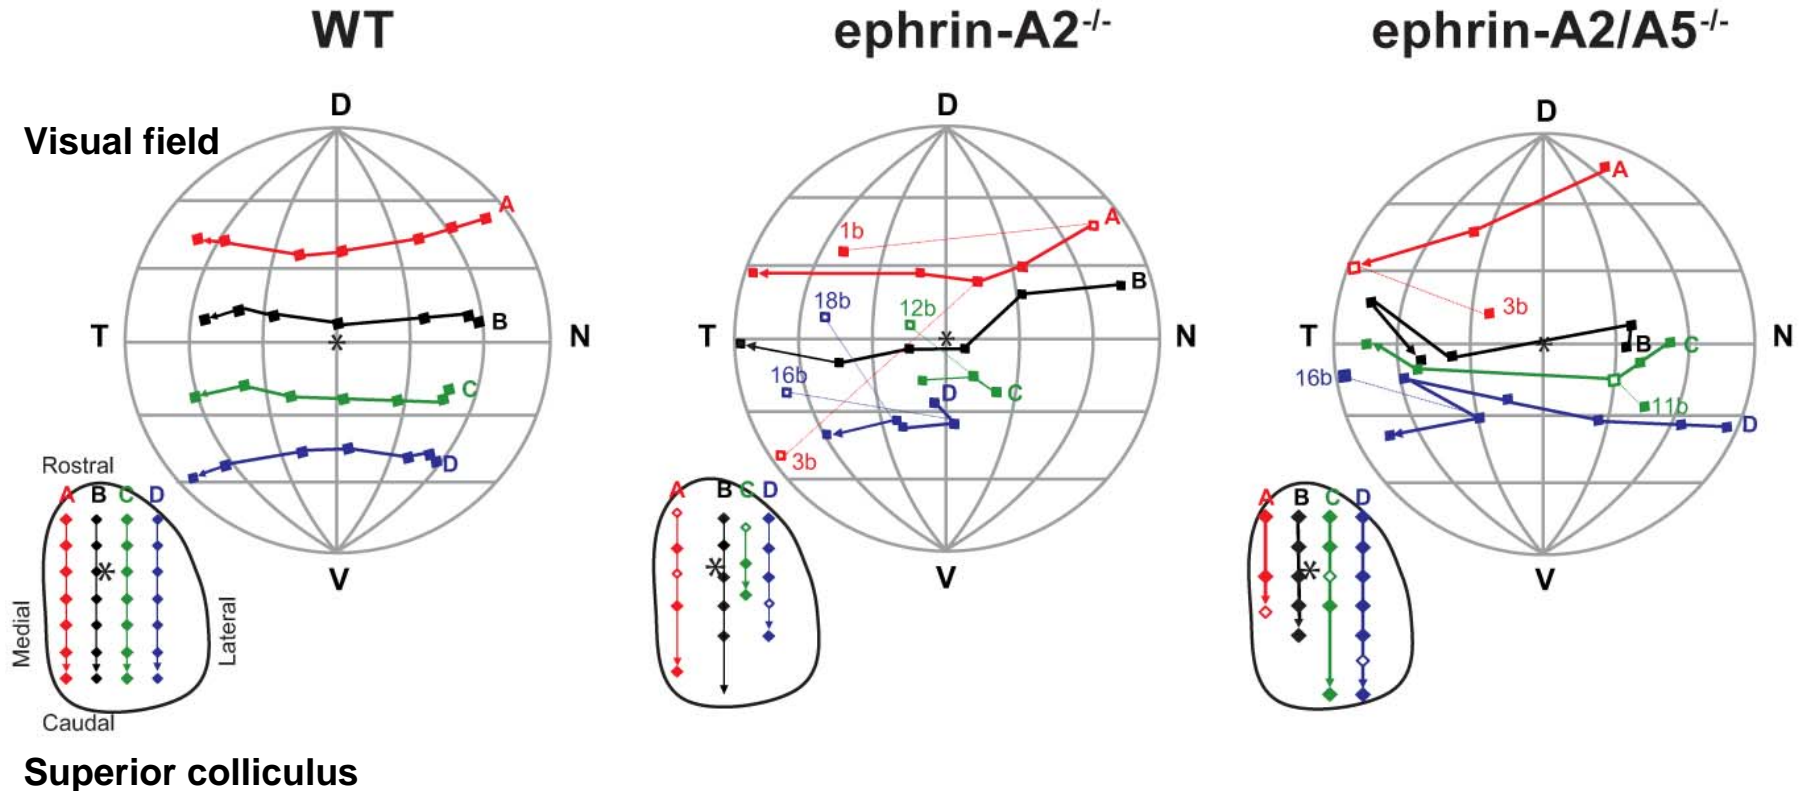 WT
ephrin-A2-/-
ephrin-A2/A5-/-
Visual field
D
A
T
B
N
*
C
D
V
Rostral
A B C D
*
Medial
Lateral
Caudal
D
1b
A
18b
12b
B
T
*
N
16b
D
C
3b
V
A B C D
*
D
A
3b
T
*
B
C
N
16b
11b
D
V
A B C D
*
Superior colliculus